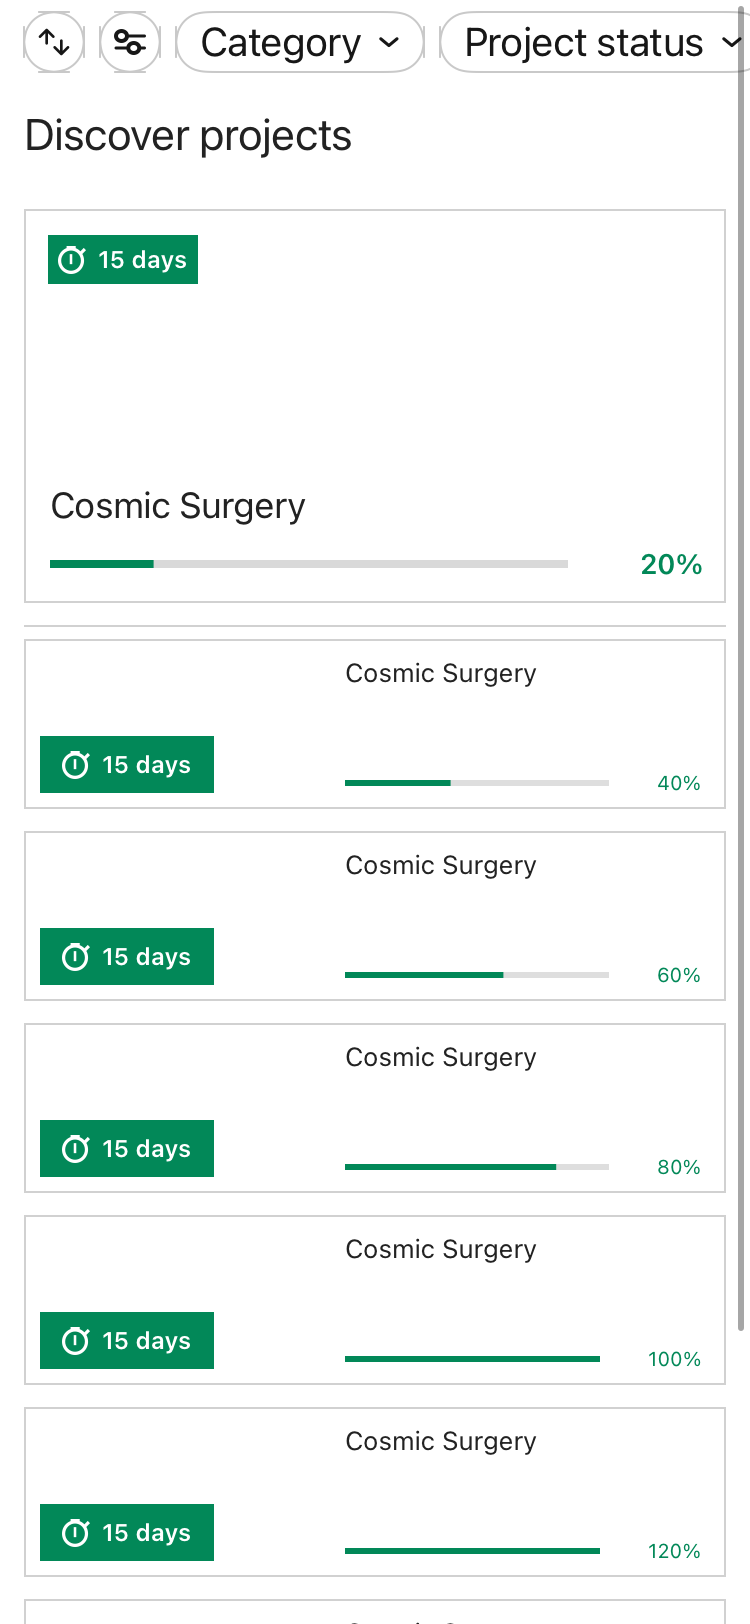 Category
Project status
Discover projects
15 days
Cosmic Surgery
20%
Cosmic Surgery
15 days
40%
Cosmic Surgery
15 days
60%
Cosmic Surgery
15 days
80%
Cosmic Surgery
15 days
100%
Cosmic Surgery
15 days
120%